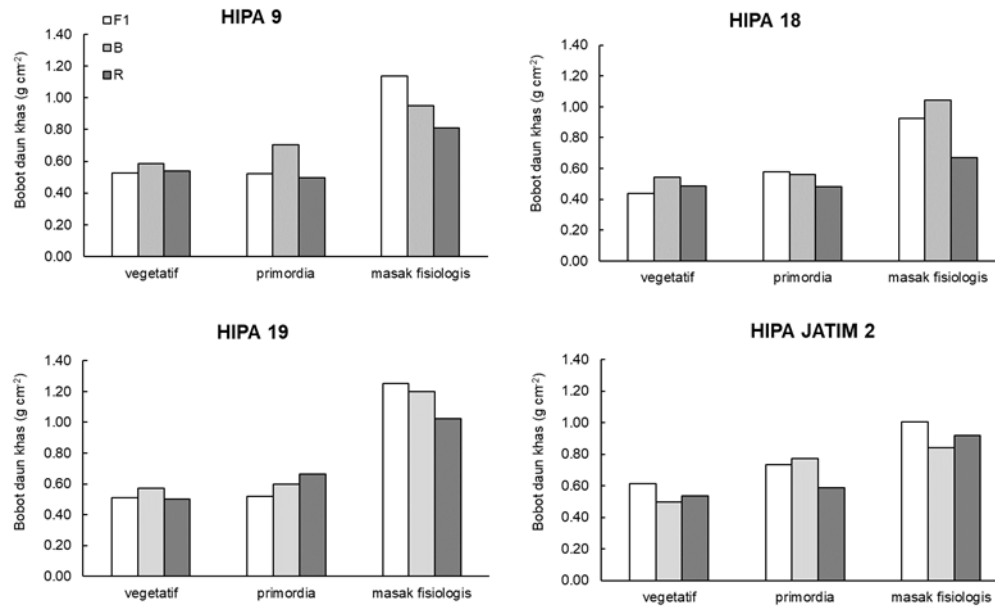 HIPA 9
F1
B
R
Bobot daun khas (g cm-2)
1.40
1.20
1.00
0.80
0.60
0.40
0.20
0.00
vegetatif primordia masak fisiologis
HIPA 18
Bobot daun khas (g cm-2)
1.40
1.20
1.00
0.80
0.60
0.40
0.20
0.00
vegetatif primordia masak fisiologis
HIPA 19
Bobot daun khas (g cm-2)
1.40
1.20
1.00
0.80
0.60
0.40
0.20
0.00
vegetatif primordia masak fisiologis
HIPA JATIM 2
Bobot daun khas (g cm-2)
1.40
1.20
1.00
0.80
0.60
0.40
0.20
0.00
vegetatif primordia masak fisiologis